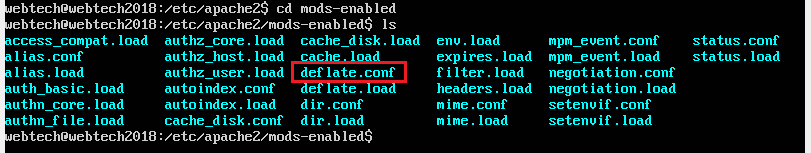 webtech@webtech2018:/etc/apache2$ cd mods-enabled
webtech@webtech2018:/etc/apache2/mods-enabled$ ls
access_compat.load authz_core.load cache_disk.load env.load mpm_event.conf status.conf
alias.conf authz_host.load cache.load expires.load mpm_event.load status.load
alias.load authz_user.load deflate.conf filter.load negotiation.conf
auth_basic.load autoindex.conf deflate.load headers.load negotiation.load
authn_core.load autoindex.load dir.conf mime.conf setenvif.conf
authn_file.load cache_disk.conf dir.load mime.load setenvif.load
webtech@webtech2018:/etc/apache2/mods-enabled$